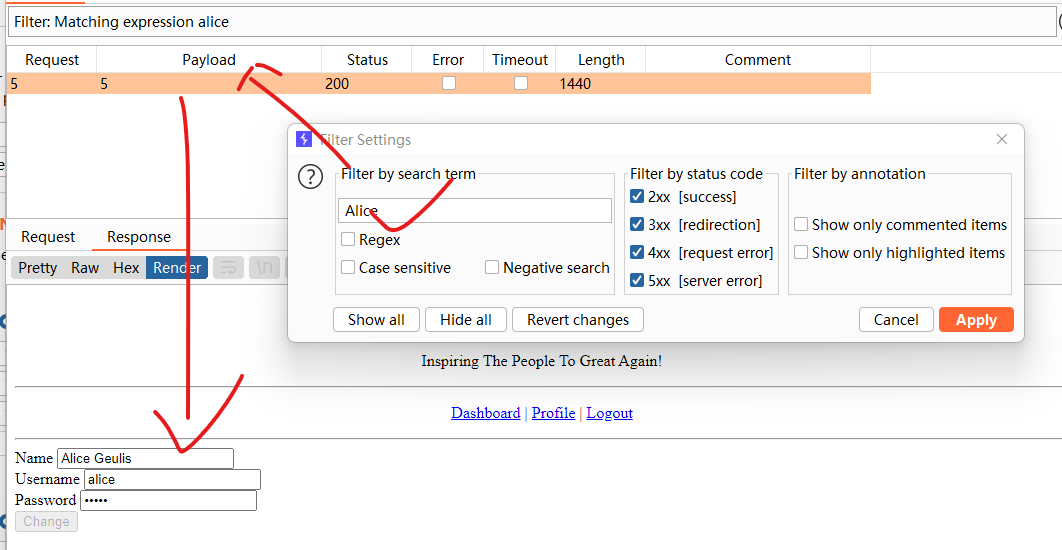 Filter: Matching expression alice
Request Payload Status Error Timeout Length Comment
5 5 200 1440
Filter Settings
Filter by search term Filter by status code Filter by annotation
Alice 2xx [success]
Regex 3xx [redirection] Show only commented items
Case sensitive Negative search 4xx [request error] Show only highlighted items
5xx [server error]
Show all Hide all Revert changes Cancel Apply
Request Response
Pretty Raw Hex Render \n
Inspiring The People To Great Again!
Dashboard | Profile | Logout
Name Alice Geulis
Username alice
Password •••••
Change